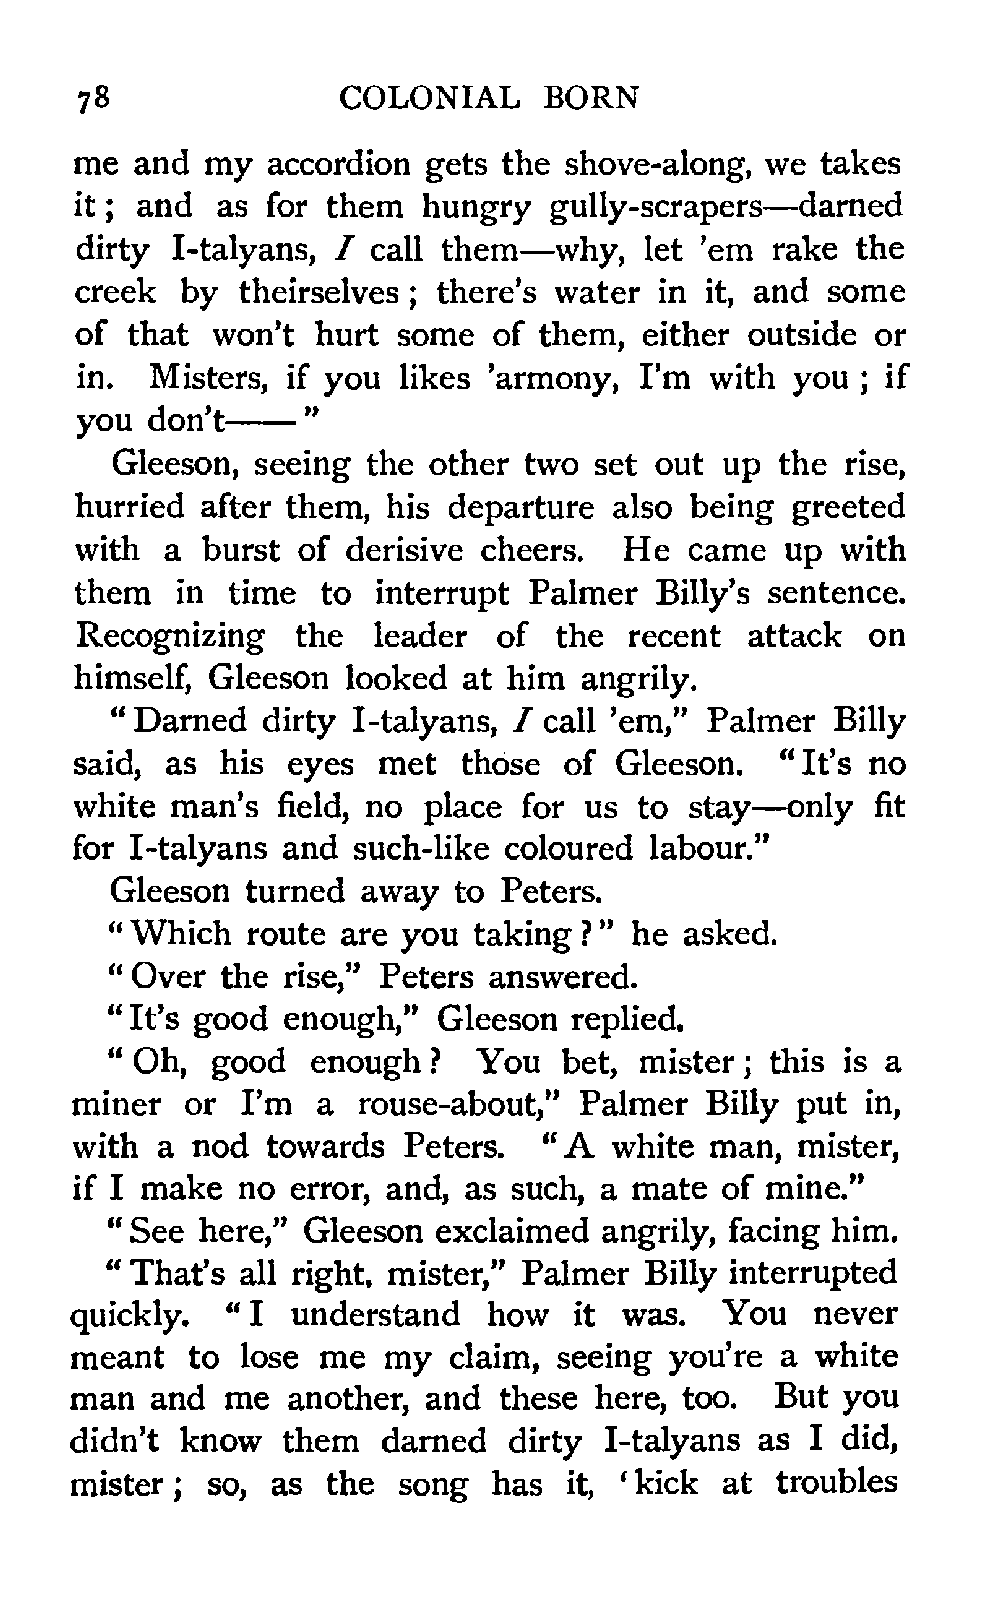 78 COLONIAL BORN
me and my accordion gets the shove-along, we takes
it ; and as for them hungry gully-scrapers—darned
dirty I-talyans, I call them—why, let 'em rake the
creek by theirselves ; there's water in it, and some
of that won't hurt some of them, either outside or
in. Misters, if you likes 'armony, I'm with you ; if
you don't—— "
Gleeson, seeing the other two set out up the rise,
hurried after them, his departure also being greeted
with a burst of derisive cheers. He came up with
them in time to interrupt Palmer Billy's sentence.
Recognizing the leader of the recent attack on
himself, Gleeson looked at him angrily.
" Darned dirty I-talyans, I call 'em," Palmer Billy
said, as his eyes met those of Gleeson. " It's no
white man's field, no place for us to stay—only fit
for I-talyans and such-like coloured labour."
Gleeson turned away to Peters.
" Which route are you taking ? " he asked.
" Over the rise," Peters answered.
" It's good enough," Gleeson replied.
" Oh, good enough ? You bet, mister ; this is a
miner or I'm a rouse-about," Palmer Billy put in,
with a nod towards Peters. " A white man, mister,
if I make no error, and, as such, a mate of mine."
" See here," Gleeson exclaimed angrily, facing him.
" That's all right, mister," Palmer Billy interrupted
quickly. " I understand how it was. You never
meant to lose me my claim, seeing you're a white
man and me another, and these here, too. But you
didn't know them darned dirty I-talyans as I did,
mister ; so, as the song has it, ' kick at troubles